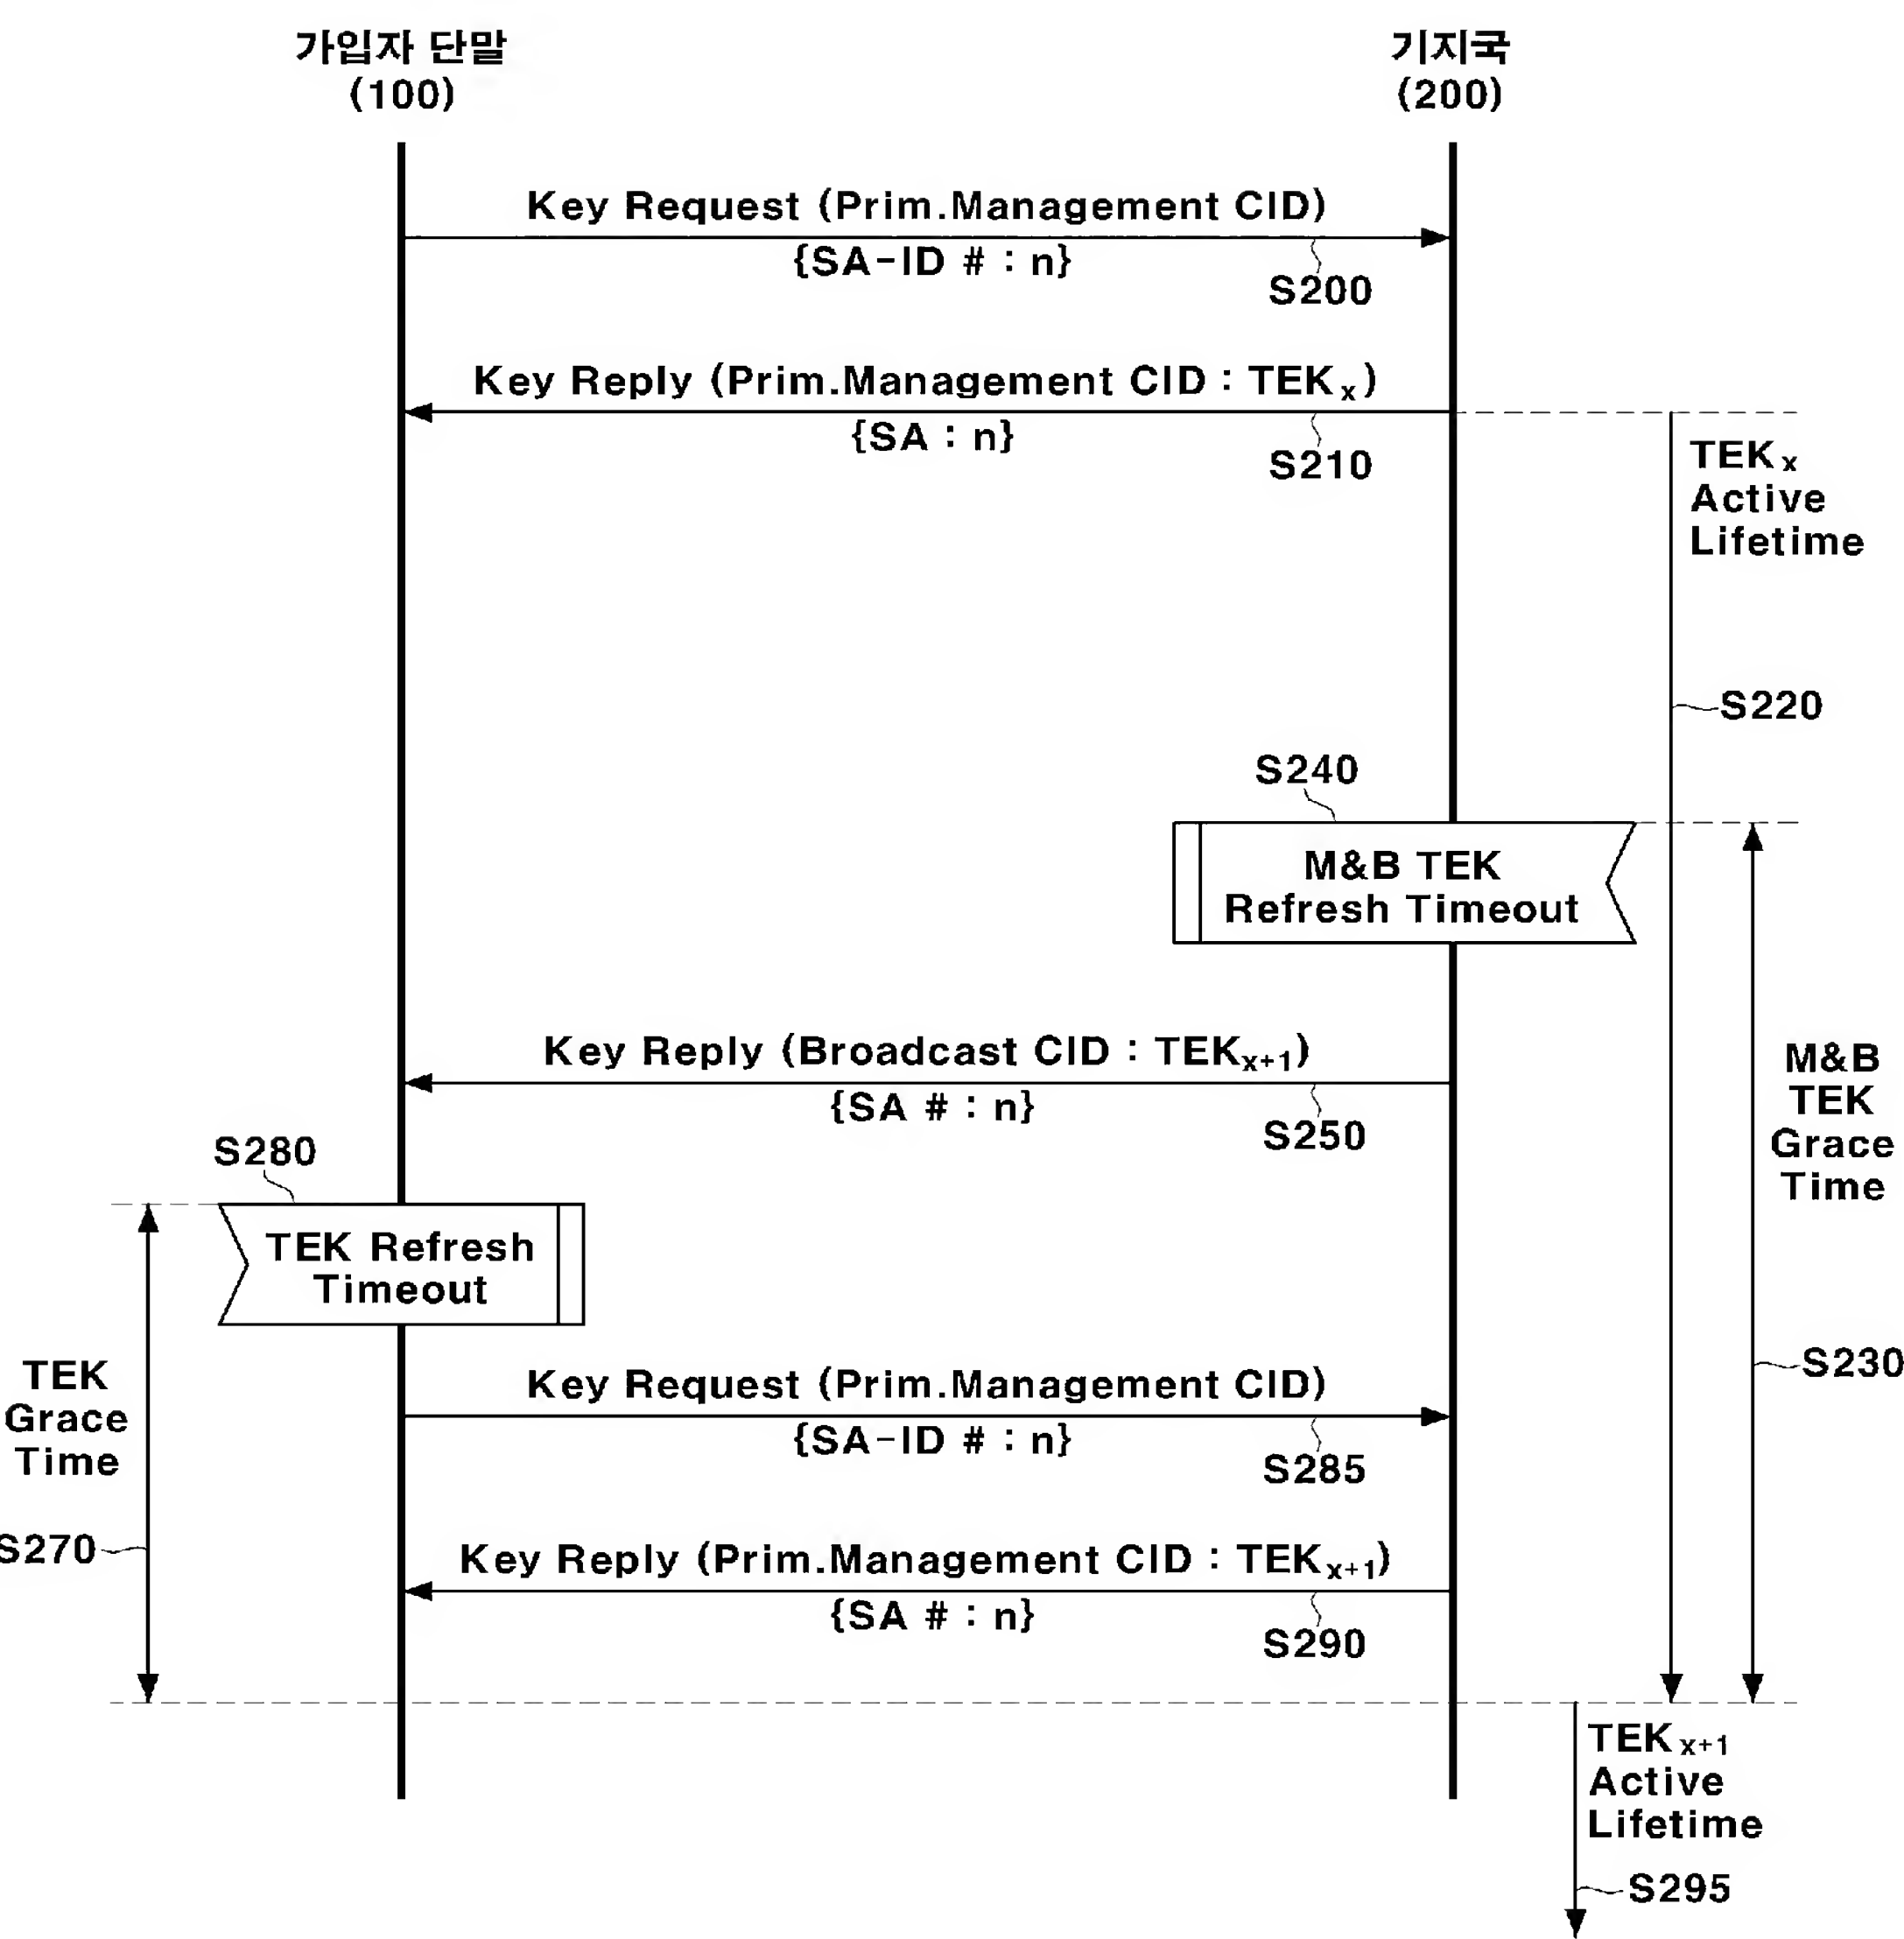 가입자 단말
(100)
기지국
(200)
Key Request (Prim.Management CID)
{SA-ID # : n}
S200
Key Reply (Prim.Management CID : TEKx)
{SA : n}
S210
TEKx
Active
Lifetime
S220
S240
M&B TEK
Refresh Timeout
Key Reply (Broadcast CID : TEKx+1)
{SA # : n}
S250
M&B
TEK
Grace
Time
S280
TEK Refresh
Timeout
S230
Key Request (Prim.Management CID)
{SA-ID # : n}
S285
TEK
Grace
Time
S270
Key Reply (Prim.Management CID : TEKx+1)
{SA # : n}
S290
TEKx+1
Active
Lifetime
S295